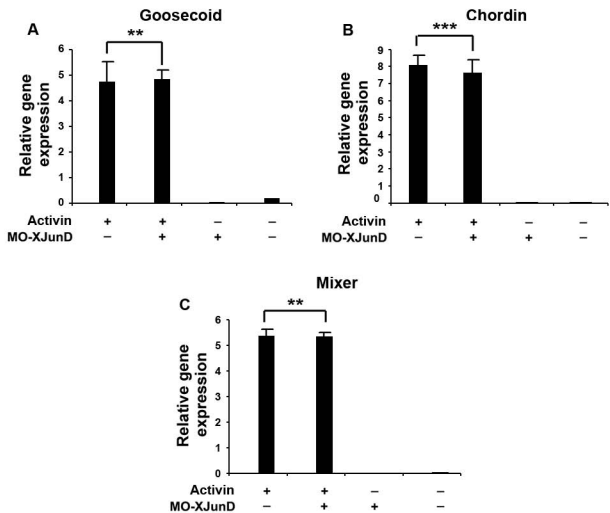 Goosecoid
A
**
Relative gene
expression
6
5
4
3
2
1
0
Activin + + – –
MO-XJunD – + + –
Chordin
B
***
Relative gene
expression
9
8
7
6
5
4
3
2
1
0
Activin + + – –
MO-XJunD – + + –
Mixer
C
**
Relative gene
expression
6
5
4
3
2
1
0
Activin + + – –
MO-XJunD – + + –